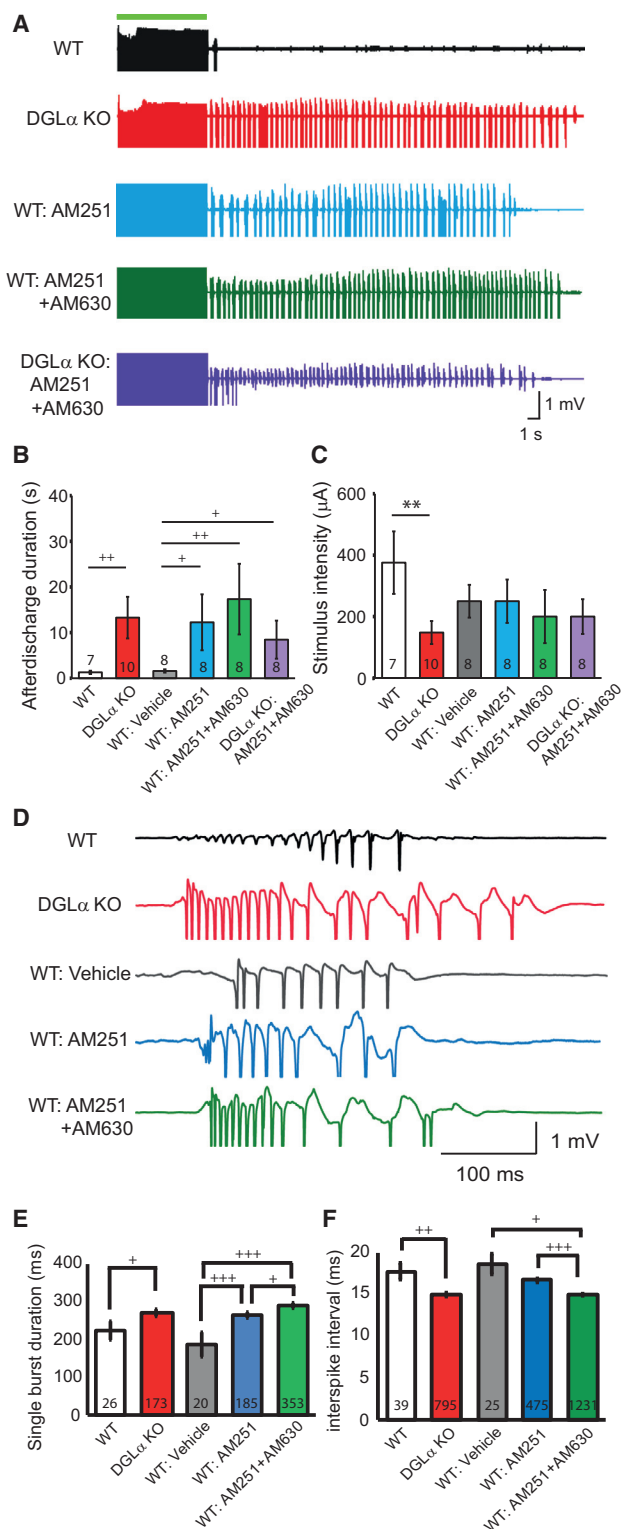 A
WT
DGLα KO
WT: AM251
WT: AM251
+AM630
DGLα KO:
AM251
+AM630
1 mV
1 s
B
Afterdischarge duration (s)
40
30
20
10
0
++
+
++
+
7
10
8
8
8
8
WT
DGLα KO
WT: Vehicle
WT: AM251
WT: AM251+AM630
DGLα KO:
AM251+AM630
C
Stimulus intensity (μA)
600
400
200
0
**
7
10
8
8
8
8
WT
DGLα KO
WT: Vehicle
WT: AM251
WT: AM251+AM630
DGLα KO:
AM251+AM630
D
WT
DGLα KO
WT: Vehicle
WT: AM251
WT: AM251
+AM630
1 mV
100 ms
E
Single burst duration (ms)
400
300
200
100
0
+
+++
+++
+
26
173
20
185
353
WT
DGLα KO
WT: Vehicle
WT: AM251
WT: AM251+AM630
F
interspike interval (ms)
20
15
10
5
0
++
+
+++
39
795
25
475
1231
WT
DGLα KO
WT: Vehicle
WT: AM251
WT: AM251+AM630